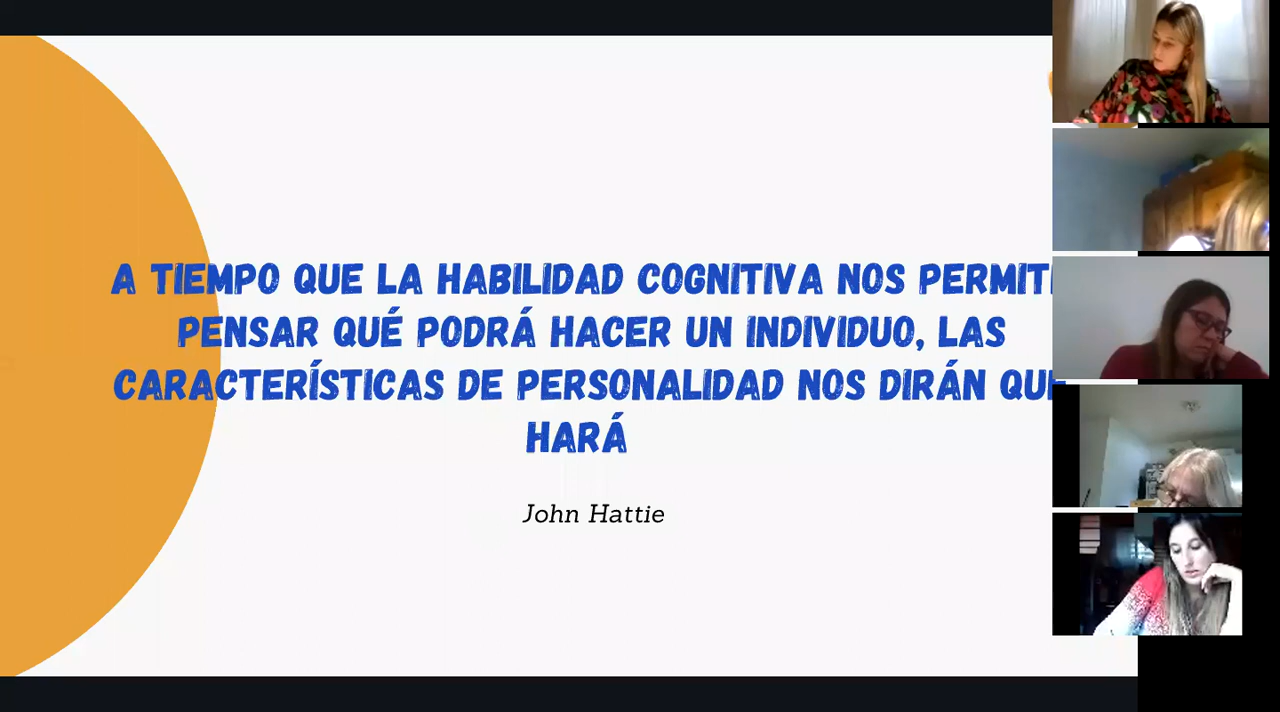 A TIEMPO QUE LA HABILIDAD COGNITIVA NOS PERMIT
PENSAR QUÉ PODRÁ HACER UN INDIVIDUO, LAS
CARACTERÍSTICAS DE PERSONALIDAD NOS DIRÁN QUE
HARÁ
John Hattie